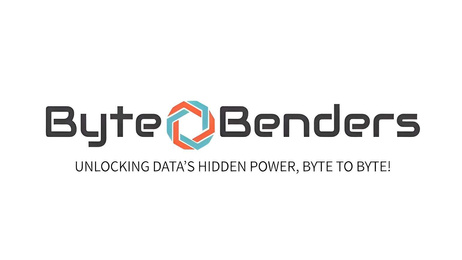 Byte Benders
UNLOCKING DATA'S HIDDEN POWER, BYTE TO BYTE!